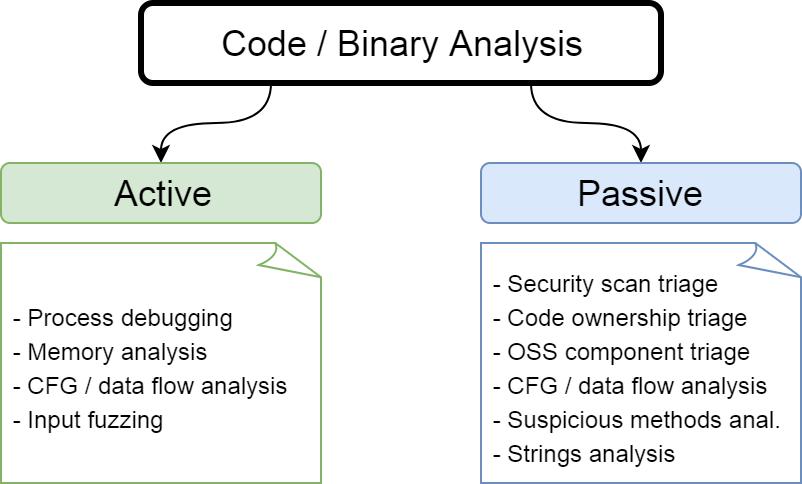 Code / Binary Analysis
Active
Passive
- Process debugging
- Memory analysis
- CFG / data flow analysis
- Input fuzzing
- Security scan triage
- Code ownership triage
- OSS component triage
- CFG / data flow analysis
- Suspicious methods anal.
- Strings analysis